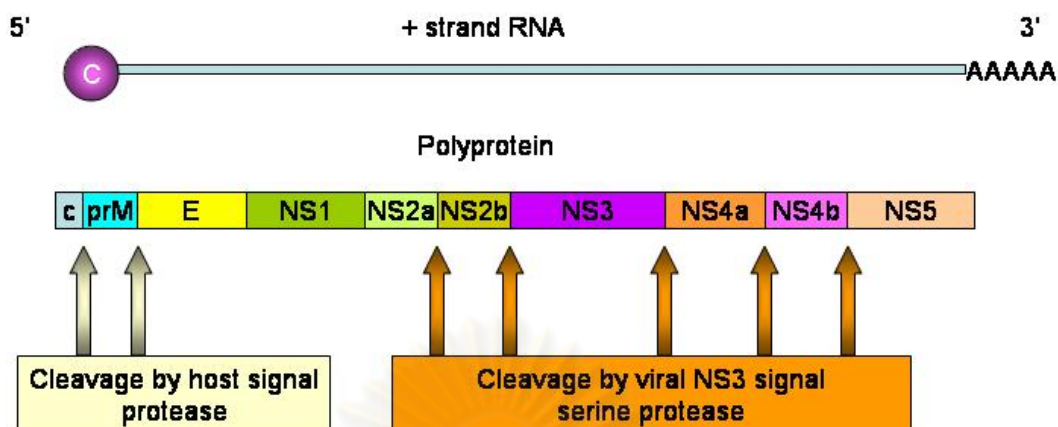 5' + strand RNA 3'
C AAAAA
Polyprotein
c prM E NS1 NS2a NS2b NS3 NS4a NS4b NS5
Cleavage by host signal
protease
Cleavage by viral NS3 signal
serine protease